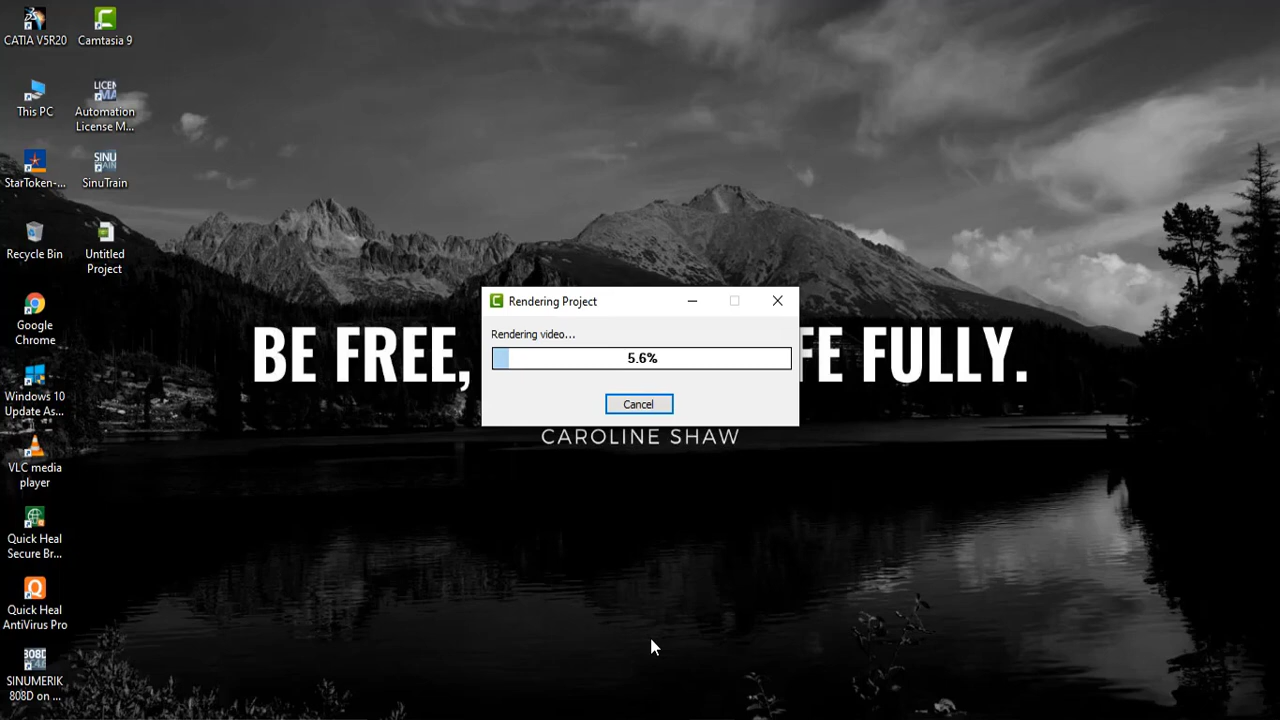 CATIA V5R20
Camtasia 9
This PC
Automation
License M...
StarToken-...
SinuTrain
Recycle Bin
Untitled
Project
Google
Chrome
Windows 10
Update As...
VLC media
player
Quick Heal
Secure Br...
Quick Heal
AntiVirus Pro
SINUMERIK
808D on ...
Rendering Project
Rendering video...
5.6%
Cancel
BE FREE, FE FULLY.
CAROLINE SHAW